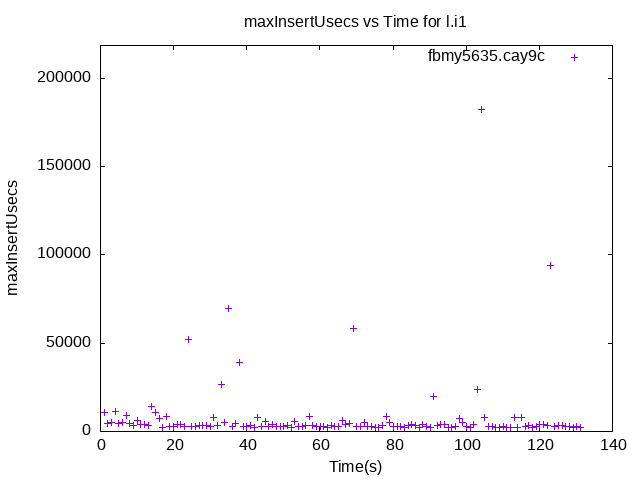 maxInsertUsecs vs Time for l.i1
fbmy5635.cay9c
200000
150000
100000
50000
0
maxInsertUsecs
0 20 40 60 80 100 120 140
Time(s)